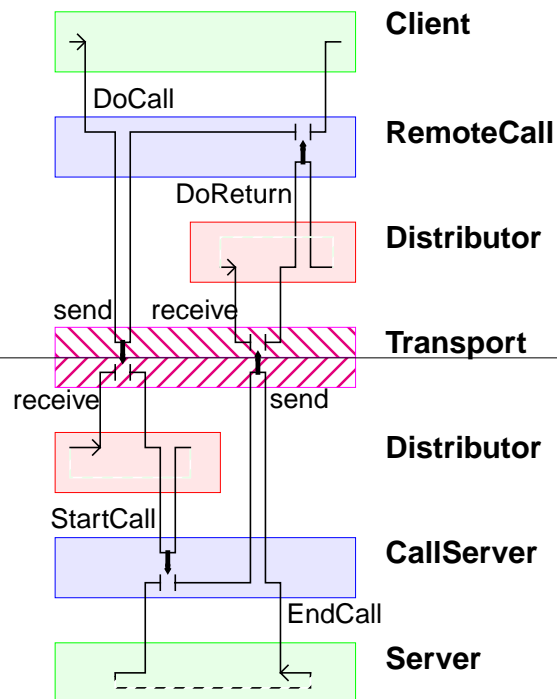 Client
DoCall
RemoteCall
DoReturn
Distributor
send receive
Transport
receive send
Distributor
StartCall
CallServer
EndCall
Server